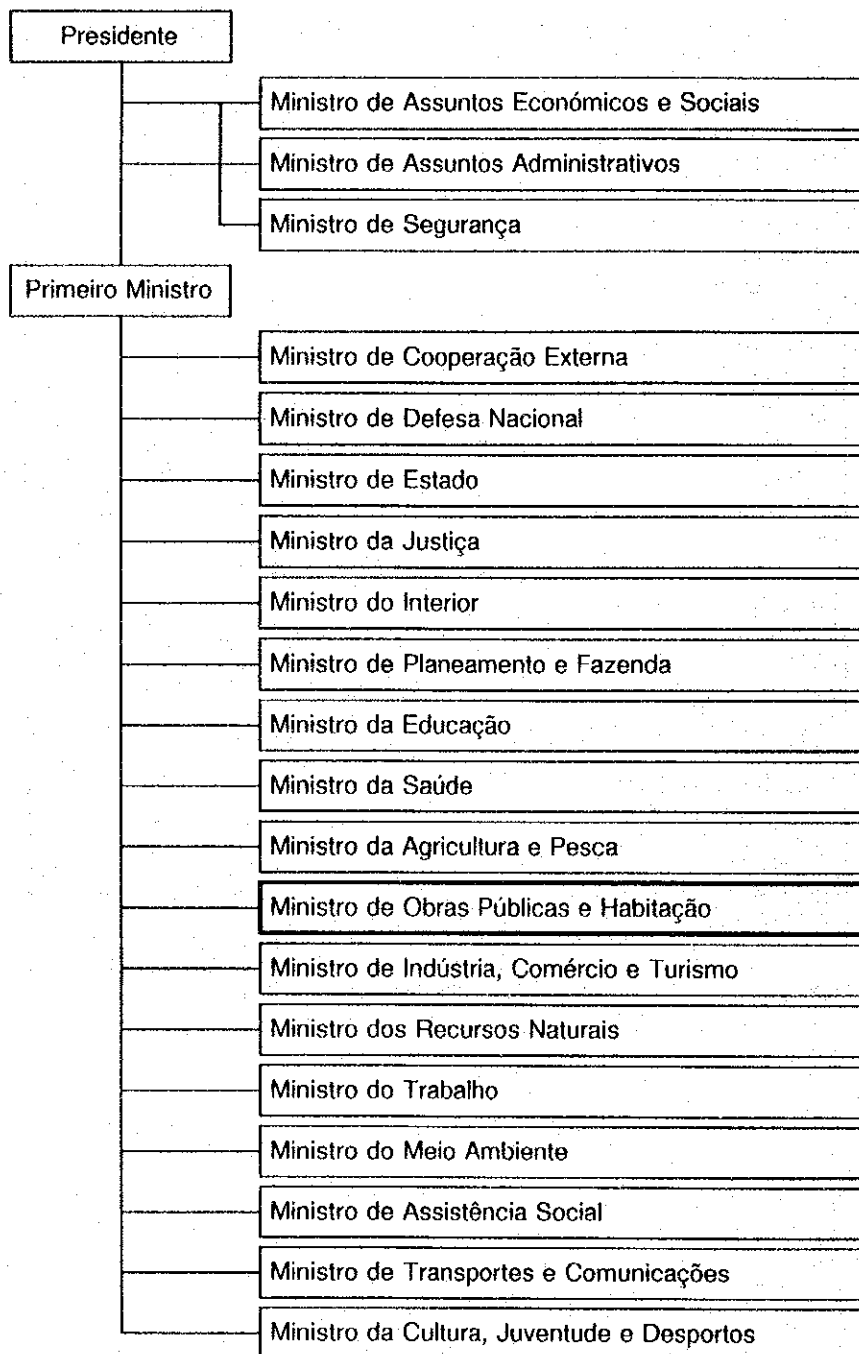 Presidente
Ministro de Assuntos Económicos e Sociais
Ministro de Assuntos Administrativos
Ministro de Segurança
Primeiro Ministro
Ministro de Cooperação Externa
Ministro de Defesa Nacional
Ministro de Estado
Ministro da Justiça
Ministro do Interior
Ministro de Planeamento e Fazenda
Ministro da Educação
Ministro da Saúde
Ministro da Agricultura e Pesca
Ministro de Obras Públicas e Habitação
Ministro de Indústria, Comércio e Turismo
Ministro dos Recursos Naturais
Ministro do Trabalho
Ministro do Meio Ambiente
Ministro de Assistência Social
Ministro de Transportes e Comunicações
Ministro da Cultura, Juventude e Desportos